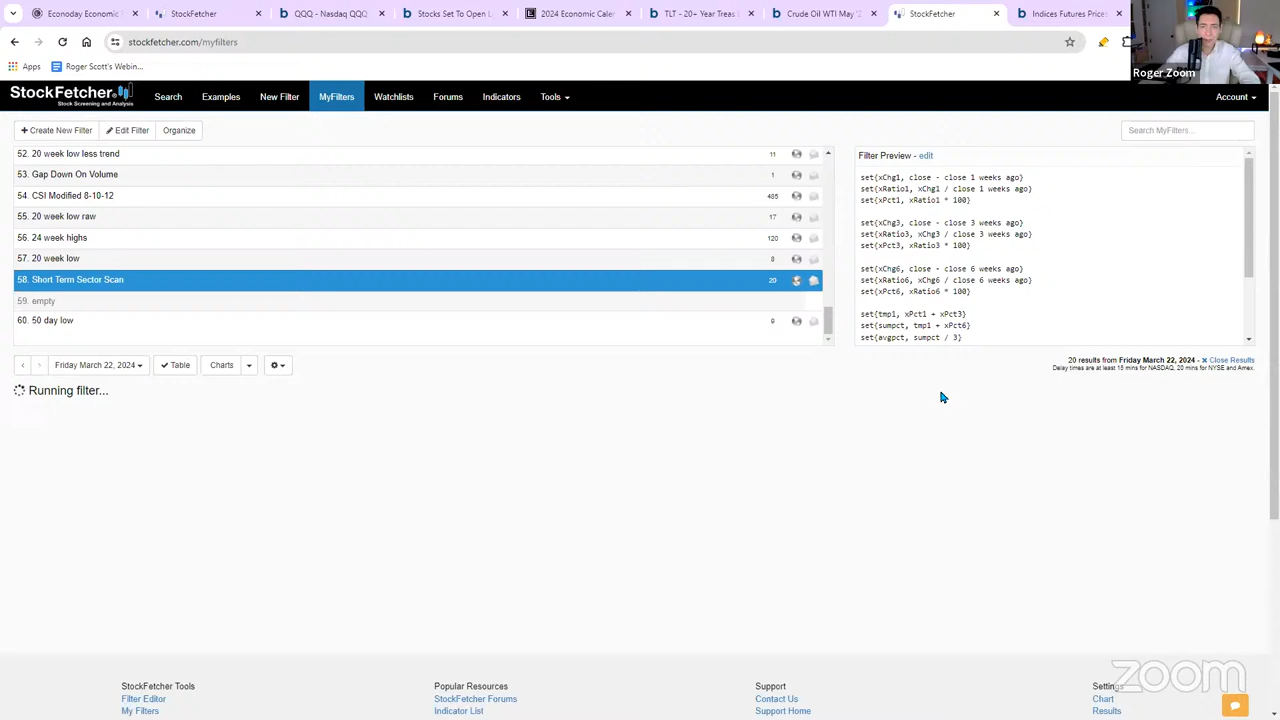 Econoday Economic
StockFetcher
QQQ - Nasdaq QQQ
Stocks Set To Open L
2024 Economic Caler
TLT - 20+ Year Treas
Crude Oil WTI May '2
StockFetcher
Indices Futures Price
stockfetcher.com/myfilters
Apps
Roger Scott's Webin...
Roger Zoom
StockFetcher
Stock Screening and Analysis
Search
Examples
New Filter
MyFilters
Watchlists
Forums
Indicators
Tools
Account
+ Create New Filter
Edit Filter
Organize
Search MyFilters...
52. 20 week low less trend 11
53. Gap Down On Volume 1
54. CSI Modified 8-10-12 485
55. 20 week low raw 17
56. 24 week highs 120
57. 20 week low 8
58. Short Term Sector Scan 20
59. empty
60. 50 day low 9
Filter Preview - edit
set{xChg1, close - close 1 weeks ago}
set{xRatio1, xChg1 / close 1 weeks ago}
set{xPct1, xRatio1 * 100}
set{xChg3, close - close 3 weeks ago}
set{xRatio3, xChg3 / close 3 weeks ago}
set{xPct3, xRatio3 * 100}
set{xChg6, close - close 6 weeks ago}
set{xRatio6, xChg6 / close 6 weeks ago}
set{xPct6, xRatio6 * 100}
set{tmp1, xPct1 + xPct3}
set{sumpct, tmp1 + xPct6}
set{avgpct, sumpct / 3}
Friday March 22, 2024
Table
Charts
20 results from Friday March 22, 2024 - × Close Results
Delay times are at least 15 mins for NASDAQ, 20 mins for NYSE and Amex.
Running filter...
StockFetcher Tools
Filter Editor
My Filters
Popular Resources
StockFetcher Forums
Indicator List
Support
Contact Us
Support Home
Settings
Chart
Results
zoom